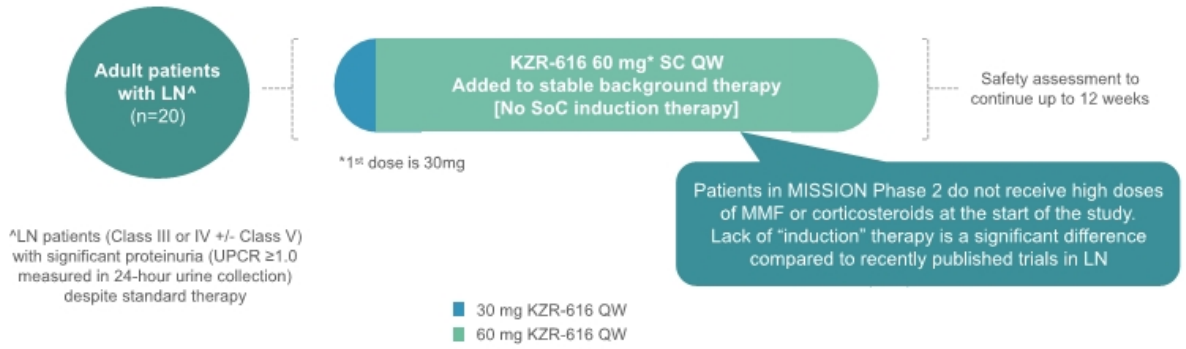 Adult patients
with LN^
(n=20)
KZR-616 60 mg* SC QW
Added to stable background therapy
[No SoC induction therapy]
Safety assessment to
continue up to 12 weeks
*1st dose is 30mg
Patients in MISSION Phase 2 do not receive high doses
of MMF or corticosteroids at the start of the study.
Lack of “induction” therapy is a significant difference
compared to recently published trials in LN
^LN patients (Class III or IV +/- Class V)
with significant proteinuria (UPCR ≥1.0
measured in 24-hour urine collection)
despite standard therapy
30 mg KZR-616 QW
60 mg KZR-616 QW